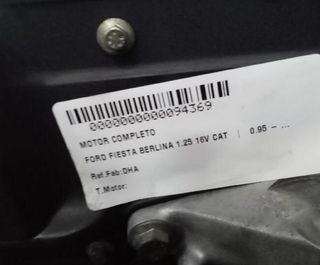 0000000000094369
MOTOR COMPLETO
FORD FIESTA BERLINA 1.25 16V CAT | 0.95 - ...
Ref.Fab:DHA
T.Motor: